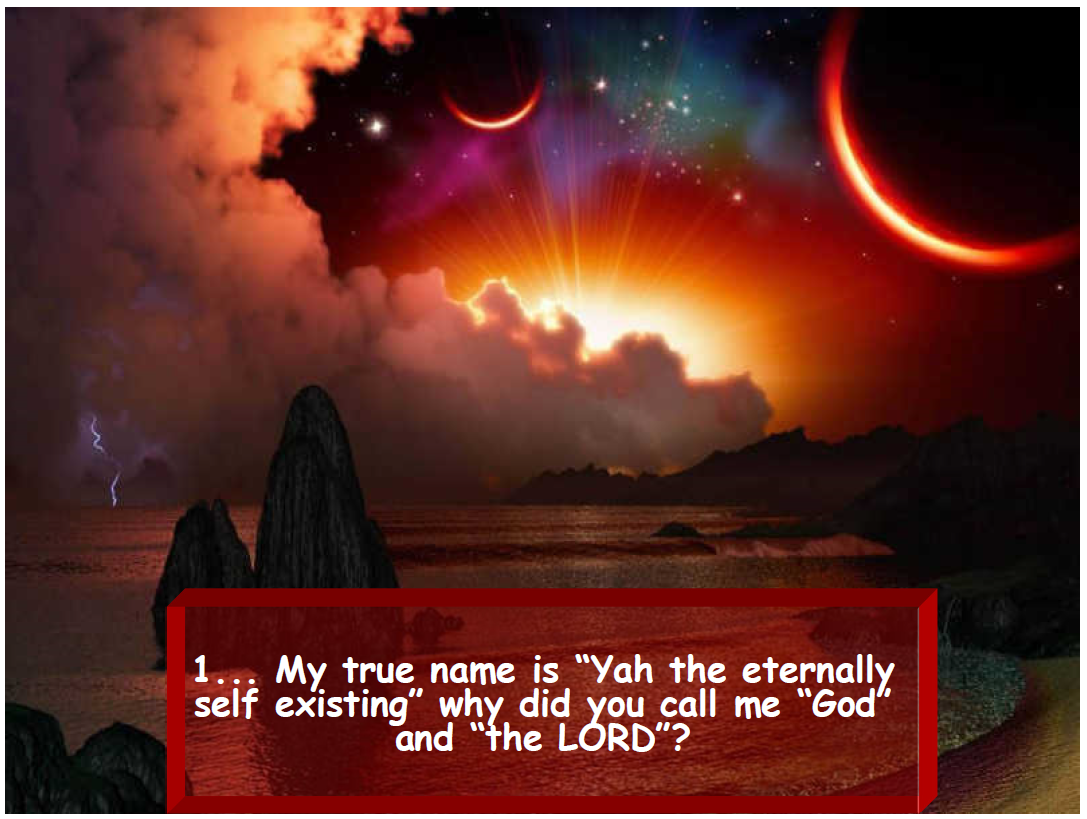 1... My true name is “Yah the eternally
self existing” why did you call me “God”
and “the LORD”?